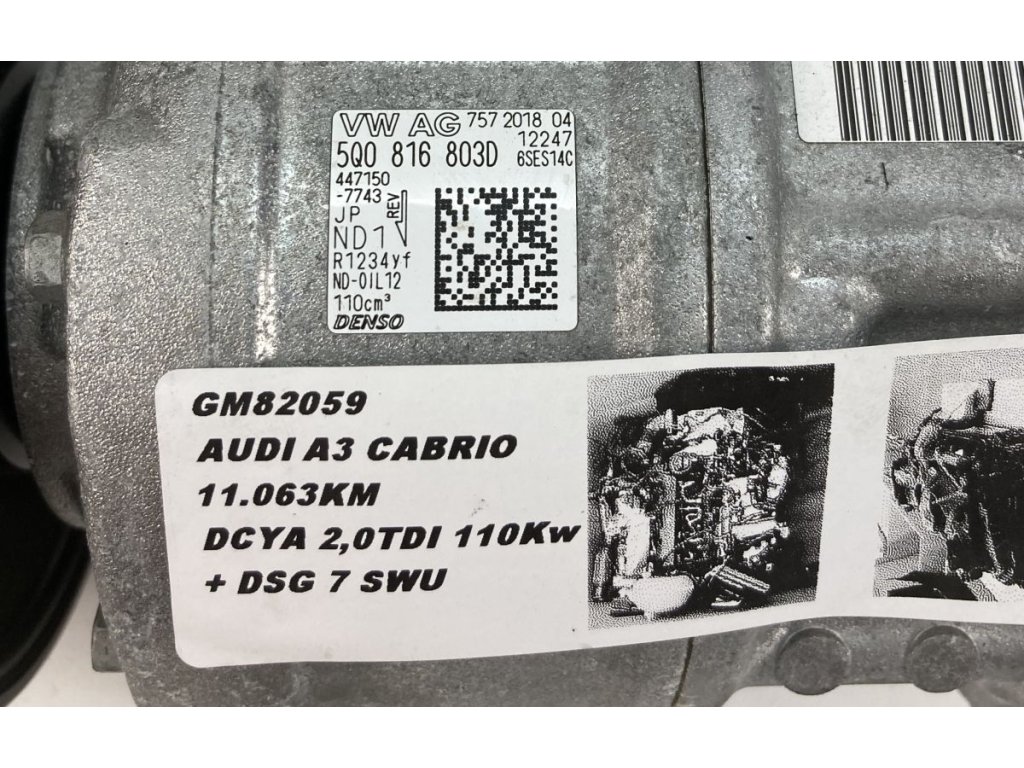 VW AG 757 2018 04
12247
5Q0 816 803D 6SES14C
447150
-7743
JP
REV
ND1
R1234yf
ND-OIL12
110cm³
DENSO
GM82059
AUDI A3 CABRIO
11.063KM
DCYA 2,0TDI 110Kw
+ DSG 7 SWU